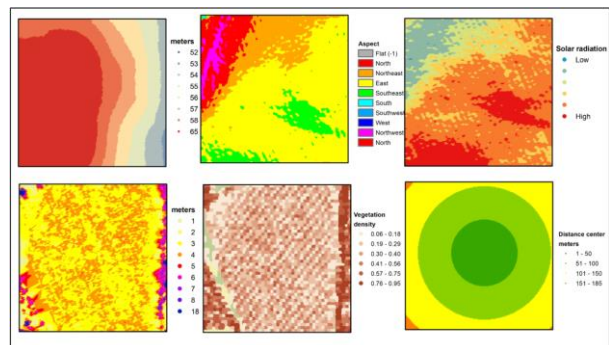 meters
52
53
54
55
56
57
58
65
Aspect
Flat (-1)
North
Northeast
East
Southeast
South
Southwest
West
Northwest
North
Solar radiation
Low
High
meters
1
2
3
4
5
6
7
8
18
Vegetation
density
0.06 - 0.18
0.19 - 0.29
0.30 - 0.40
0.41 - 0.56
0.57 - 0.75
0.76 - 0.95
Distance center
meters
1 - 50
51 - 100
101 - 150
151 - 185